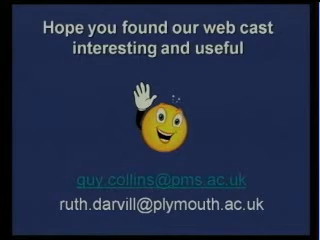 Hope you found our web cast
interesting and useful
guy.collins@pms.ac.uk
ruth.darvill@plymouth.ac.uk